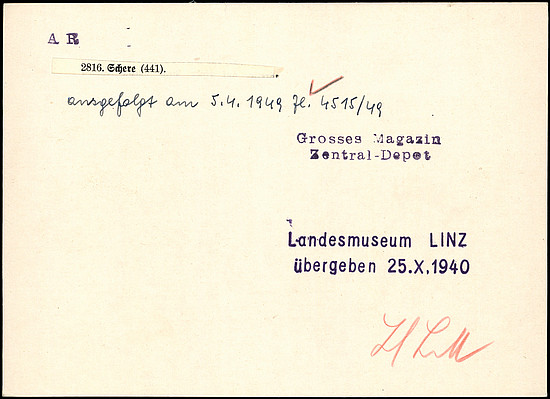 A R
2816. Schere (441).
ausgefolgt am 5.4.1949 Zl. 4515/49
Grosses Magazin
Zentral-Depot
Landesmuseum LINZ
übergeben 25.X.1940